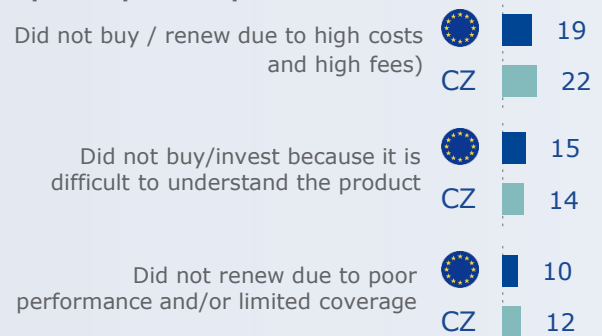 Did not buy / renew due to high costs
and high fees)
19
CZ 22
Did not buy/invest because it is
difficult to understand the product
15
CZ 14
Did not renew due to poor
performance and/or limited coverage
10
CZ 12